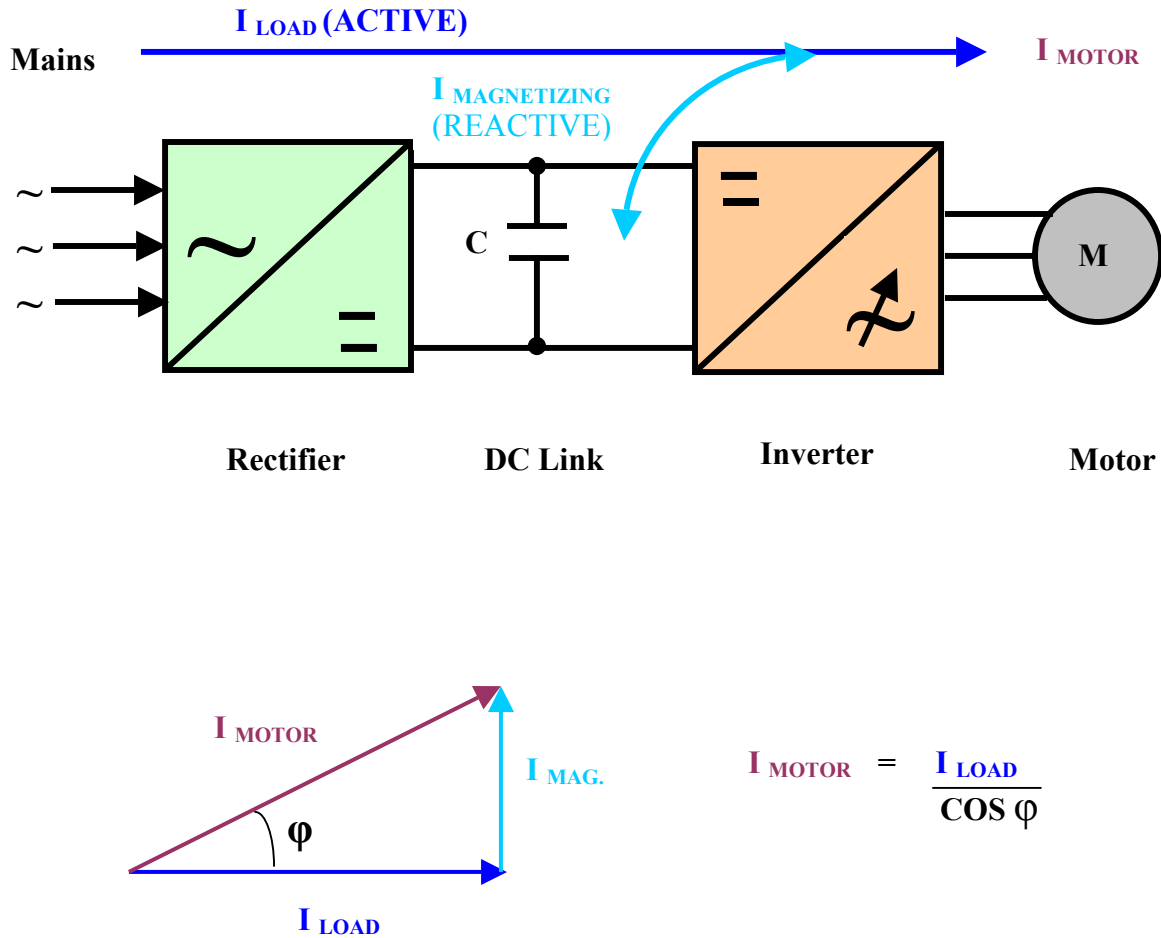 I LOAD (ACTIVE)
Mains
I MOTOR
I MAGNETIZING
(REACTIVE)
~
~
~
~
=
C
=
~
M
Rectifier
DC Link
Inverter
Motor
I MOTOR
I MAG.
φ
I LOAD
I MOTOR = I LOAD
COS φ